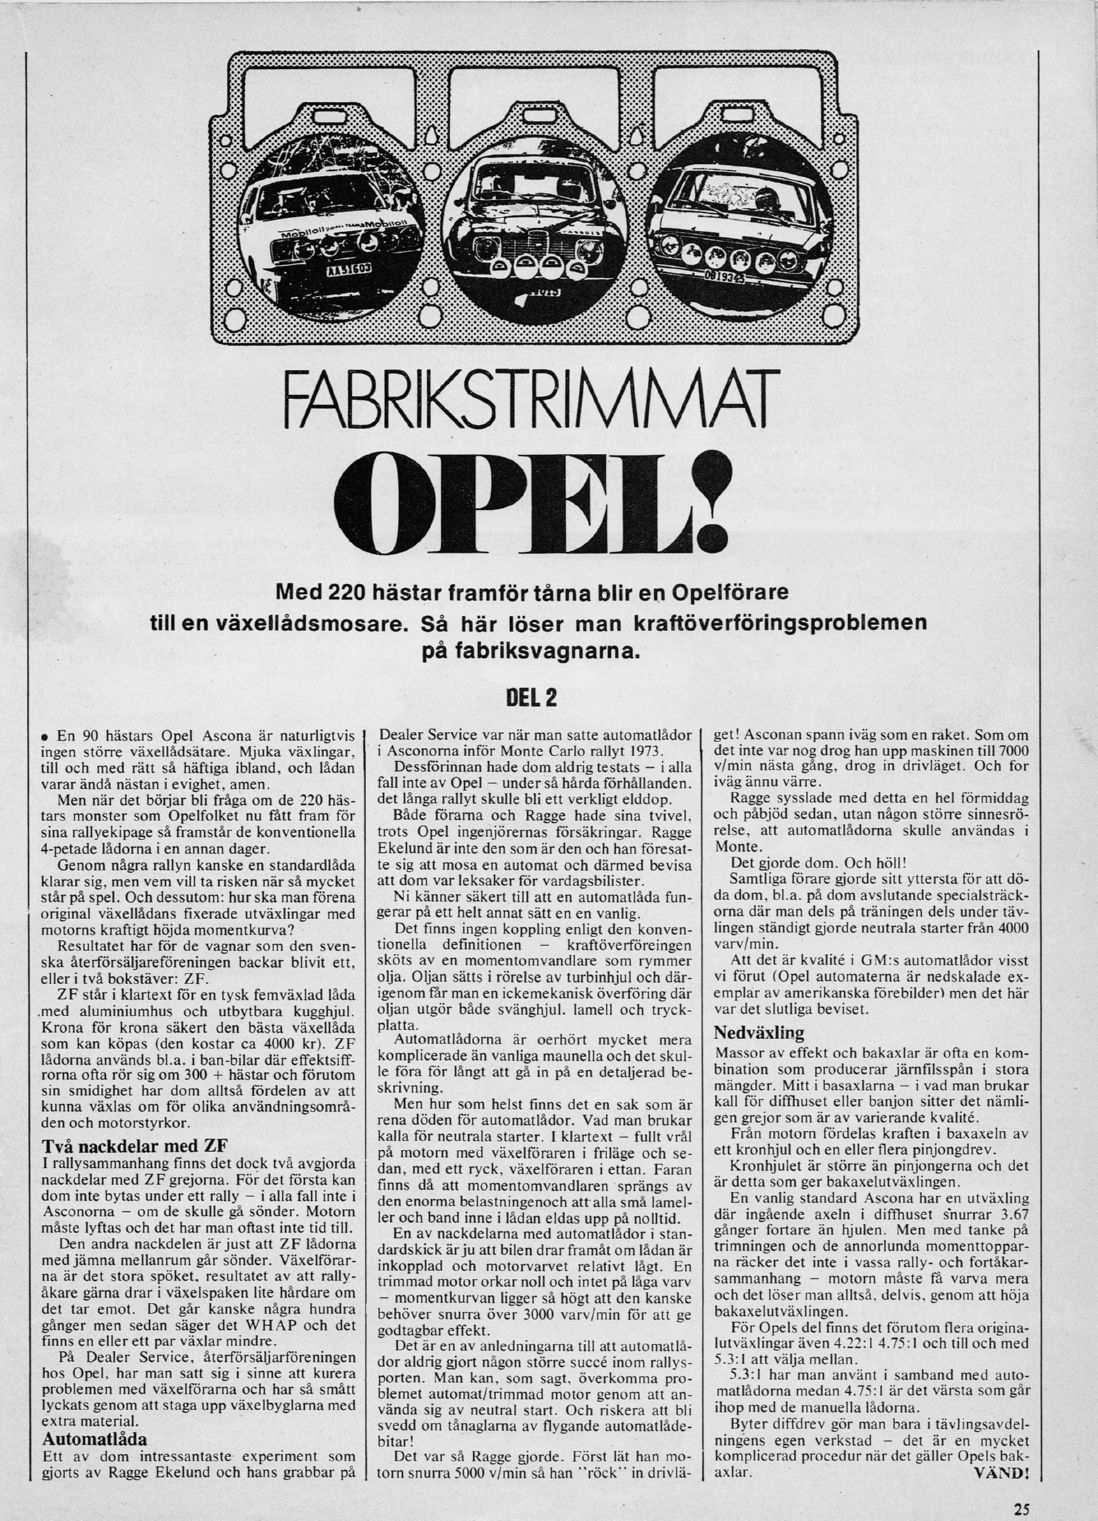 Mobiloil OPEL TEAM Mobiloil
AA51603
DB19345
FABRIKSTRIMMAT
OPEL!
Med 220 hästar framför tårna blir en Opelförare
till en växellådsmosare. Så här löser man kraftöverföringsproblemen
på fabriksvagnarna.
DEL 2
• En 90 hästars Opel Ascona är naturligtvis
ingen större växellådsätare. Mjuka växlingar,
till och med rätt så häftiga ibland, och lådan
varar ändå nästan i evighet, amen.
Men när det börjar bli fråga om de 220 häs-
tars monster som Opelfolket nu fått fram för
sina rallyekipage så framstår de konventionella
4-petade lådorna i en annan dager.
Genom några rallyn kanske en standardlåda
klarar sig, men vem vill ta risken när så mycket
står på spel. Och dessutom: hur ska man förena
original växellådans fixerade utväxlingar med
motorns kraftigt höjda momentkurva?
Resultatet har för de vagnar som den sven-
ska återförsäljareföreningen backar blivit ett,
eller i två bokstäver: ZF.
ZF står i klartext för en tysk femväxlad låda
.med aluminiumhus och utbytbara kugghjul.
Krona för krona säkert den bästa växellåda
som kan köpas (den kostar ca 4000 kr). ZF
lådorna används bl.a. i ban-bilar där effektsiff-
rorna ofta rör sig om 300 + hästar och förutom
sin smidighet har dom alltså fördelen av att
kunna växlas om för olika användningsområ-
den och motorstyrkor.
Två nackdelar med ZF
I rallysammanhang finns det dock två avgjorda
nackdelar med ZF grejorna. För det första kan
dom inte bytas under ett rally — i alla fall inte i
Asconorna — om de skulle gå sönder. Motorn
måste lyftas och det har man oftast inte tid till.
Den andra nackdelen är just att ZF lådorna
med jämna mellanrum går sönder. Växelförar-
na är det stora spöket, resultatet av att rally-
åkare gärna drar i växelspaken lite hårdare om
det tar emot. Det går kanske några hundra
gånger men sedan säger det WHAP och det
finns en eller ett par växlar mindre.
På Dealer Service, återförsäljarföreningen
hos Opel, har man satt sig i sinne att kurera
problemen med växelförarna och har så smått
lyckats genom att staga upp växelbyglarna med
extra material.
Automatlåda
Ett av dom intressantaste experiment som
gjorts av Ragge Ekelund och hans grabbar på
Dealer Service var när man satte automatlådor
i Asconorna inför Monte Carlo rallyt 1973.
Dessförinnan hade dom aldrig testats — i alla
fall inte av Opel — under så hårda förhållanden.
det långa rallyt skulle bli ett verkligt elddop.
Både förarna och Ragge hade sina tvivel,
trots Opel ingenjörernas försäkringar. Ragge
Ekelund är inte den som är den och han föresat-
te sig att mosa en automat och därmed bevisa
att dom var leksaker för vardagsbilister.
Ni känner säkert till att en automatlåda fun-
gerar på ett helt annat sätt en en vanlig.
Det finns ingen koppling enligt den konven-
tionella definitionen — kraftöverföreingen
sköts av en momentomvandlare som rymmer
olja. Oljan sätts i rörelse av turbinhjul och där-
igenom får man en ickemekanisk överföring där
oljan utgör både svänghjul. lamell och tryck-
platta.
Automatlådorna är oerhört mycket mera
komplicerade än vanliga maunella och det skul-
le föra för långt att gå in på en detaljerad be-
skrivning.
Men hur som helst finns det en sak som är
rena döden för automatlådor. Vad man brukar
kalla för neutrala starter. I klartext — fullt vrål
på motorn med växelföraren i friläge och se-
dan, med ett ryck, växelföraren i ettan. Faran
finns då att momentomvandlaren sprängs av
den enorma belastningenoch att alla små lamel-
ler och band inne i lådan eldas upp på nolltid.
En av nackdelarna med automatlådor i stan-
dardskick är ju att bilen drar framåt om lådan är
inkopplad och motorvarvet relativt lågt. En
trimmad motor orkar noll och intet på låga varv
— momentkurvan ligger så högt att den kanske
behöver snurra över 3000 varv/min för att ge
godtagbar effekt.
Det är en av anledningarna till att automatlå-
dor aldrig gjort någon större succé inom rallys-
porten. Man kan, som sagt, överkomma pro-
blemet automat/trimmad motor genom att an-
vända sig av neutral start. Och riskera att bli
svedd om tånaglarna av flygande automatlåde-
bitar!
Det var så Ragge gjorde. Först lät han mo-
torn snurra 5000 v/min så han "röck" in drivlä-
get! Asconan spann iväg som en raket. Som om
det inte var nog drog han upp maskinen till 7000
v/min nästa gång, drog in drivläget. Och for
iväg ännu värre.
Ragge sysslade med detta en hel förmiddag
och påbjöd sedan, utan någon större sinnesrö-
relse, att automatlådorna skulle användas i
Monte.
Det gjorde dom. Och höll!
Samtliga förare gjorde sitt yttersta för att dö-
da dom, bl.a. på dom avslutande specialsträck-
orna där man dels på träningen dels under täv-
lingen ständigt gjorde neutrala starter från 4000
varv/min.
Att det är kvalité i GM:s automatlådor visst
vi förut (Opel automaterna är nedskalade ex-
emplar av amerikanska förebilder) men det här
var det slutliga beviset.
Nedväxling
Massor av effekt och bakaxlar är ofta en kom-
bination som producerar järnfilsspån i stora
mängder. Mitt i basaxlarna — i vad man brukar
kall för diffhuset eller banjon sitter det nämli-
gen grejor som är av varierande kvalité.
Från motorn fördelas kraften i baxaxeln av
ett kronhjul och en eller flera pinjongdrev.
Kronhjulet är större än pinjongerna och det
är detta som ger bakaxelutväxlingen.
En vanlig standard Ascona har en utväxling
där ingående axeln i diffhuset snurrar 3.67
gånger fortare än hjulen. Men med tanke på
trimningen och de annorlunda momenttoppar-
na räcker det inte i vassa rally- och fortåkar-
sammanhang — motorn måste få varva mera
och det löser man alltså, delvis, genom att höja
bakaxelutväxlingen.
För Opels del finns det förutom flera origina-
lutväxlingar även 4.22:1 4.75:1 och till och med
5.3:1 att välja mellan.
5.3:1 har man använt i samband med auto-
matlådorna medan 4.75:1 är det värsta som går
ihop med de manuella lådorna.
Byter diffdrev gör man bara i tävlingsavdel-
ningens egen verkstad — det är en mycket
komplicerad procedur när det gäller Opels bak-
axlar. VÄND!
25